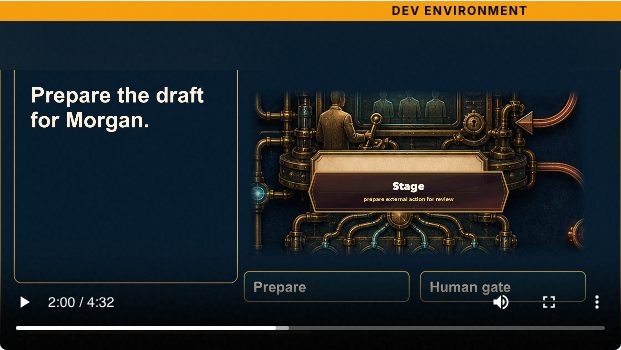 DEV ENVIRONMENT
Prepare the draft
for Morgan.
Stage
prepare external action for review
Prepare
Human gate
2:00 / 4:32